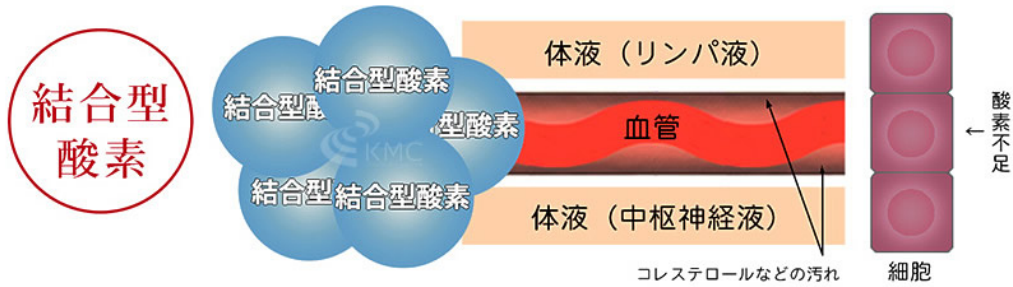 結合型
酸素
結合型酸素
結合型酸
型酸素
結合型
結合型酸素
KMC
体液（リンパ液）
血管
体液（中枢神経液）
コレステロールなどの汚れ
細胞
←酸素不足